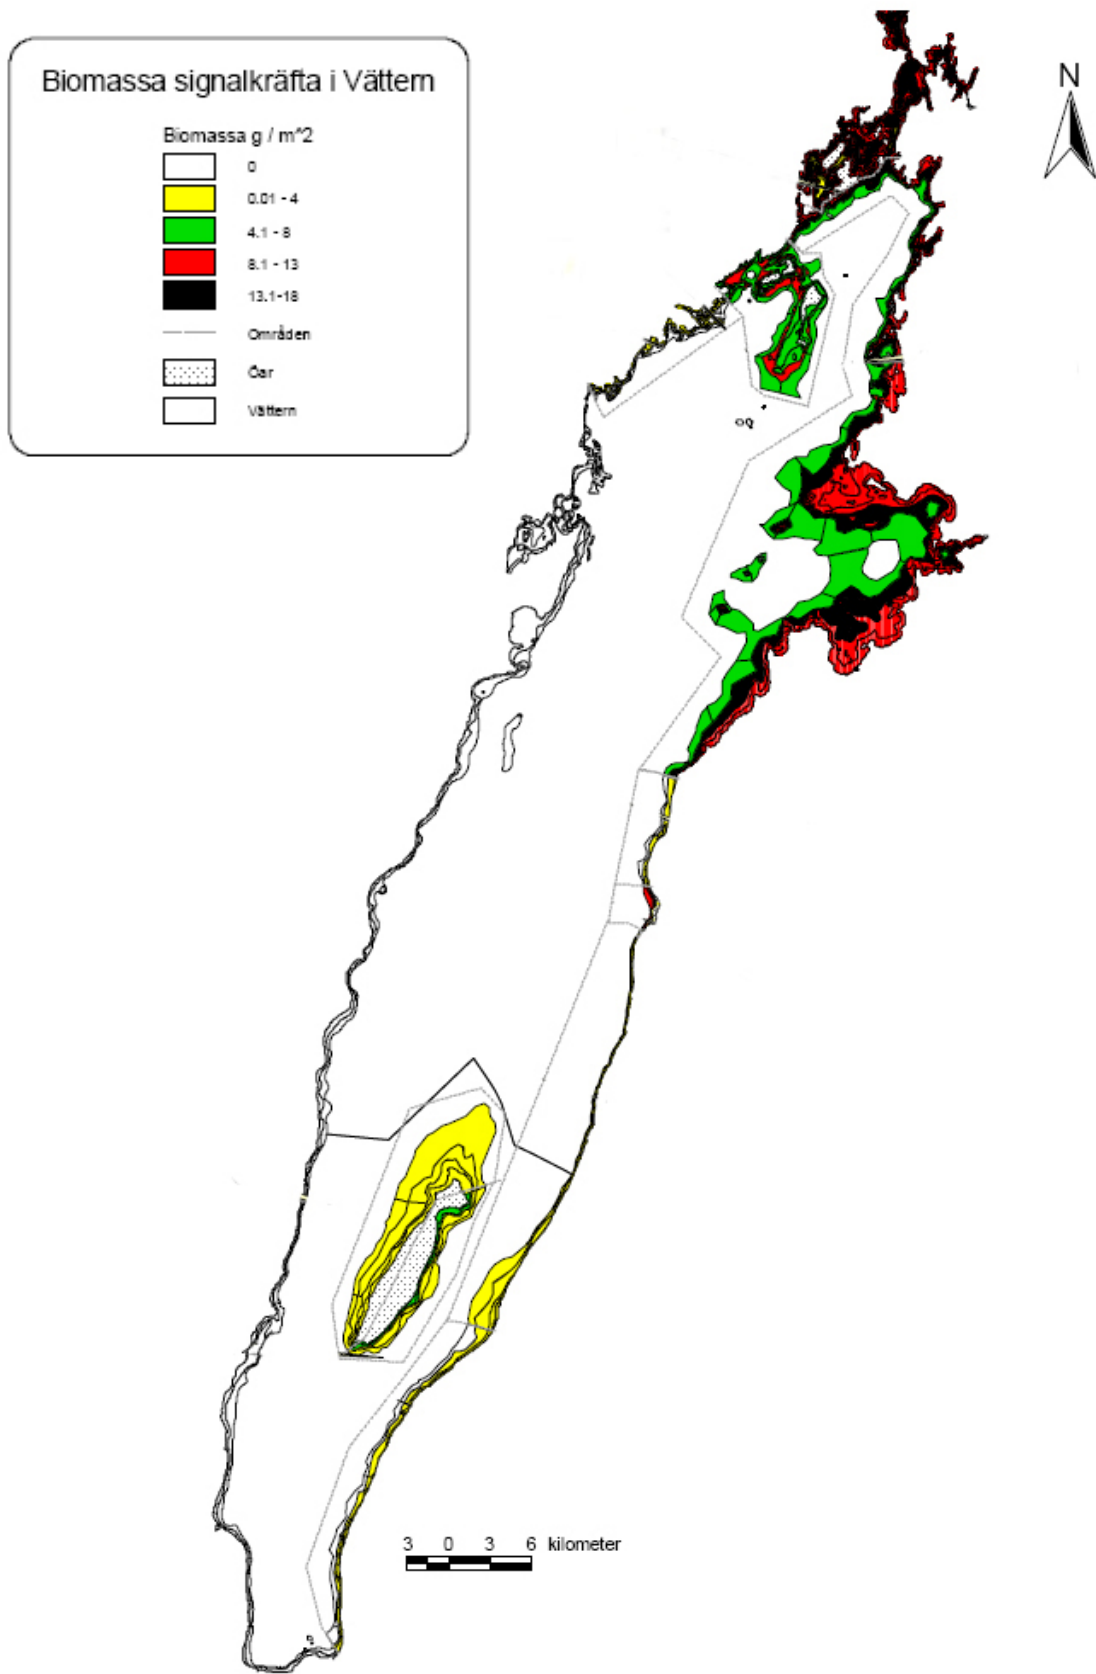 Biomassa signalkräfta i Vättern
Biomassa g / m^2
0
0.01 - 4
4.1 - 8
8.1 - 13
13.1-18
Områden
Öar
Vättern
N
3 0 3 6 kilometer